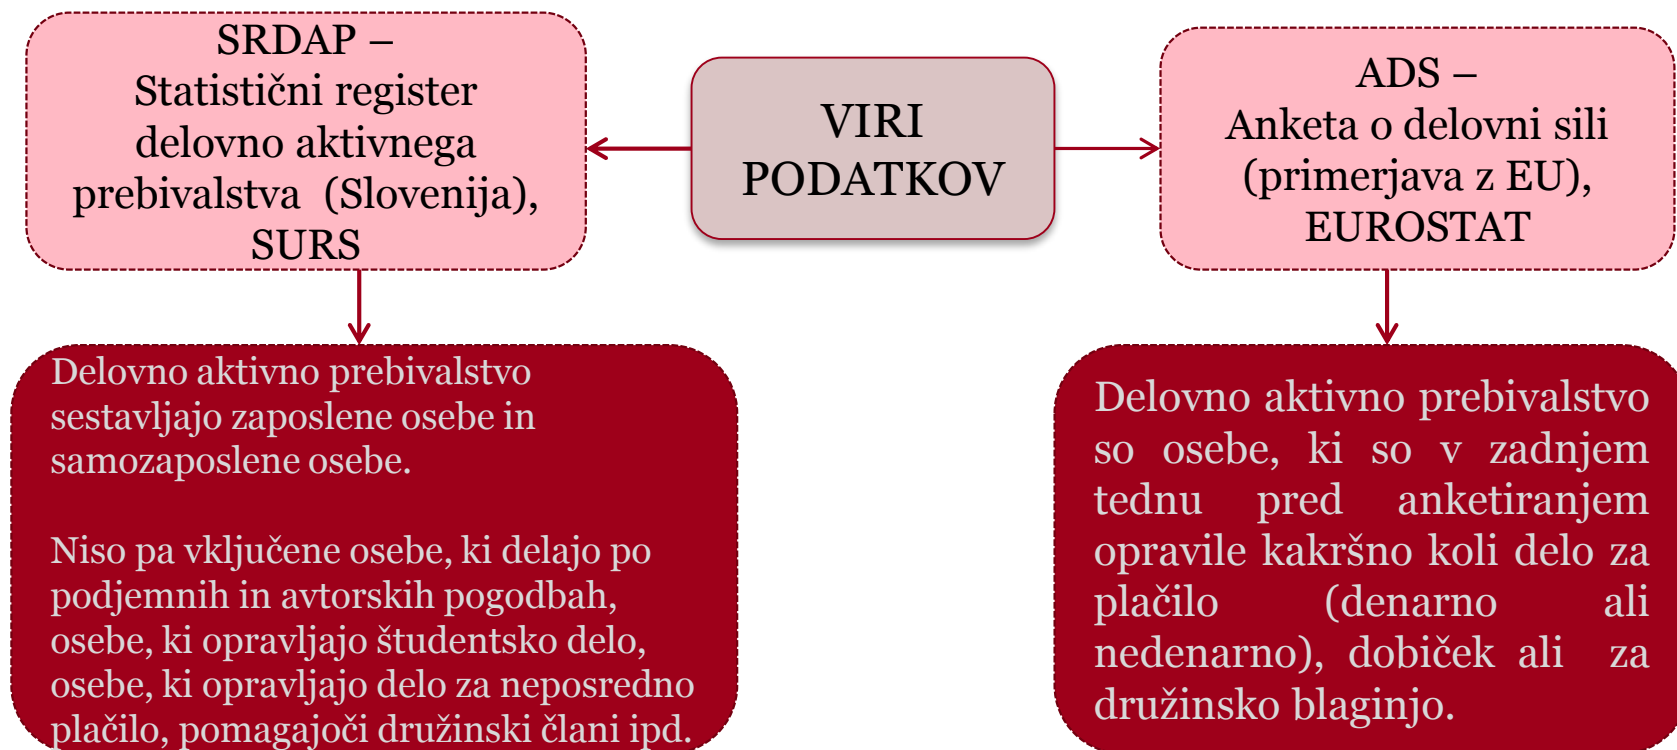 SRDAP –
Statistični register
delovno aktivnega
prebivalstva (Slovenija),
SURS
VIRI
PODATKOV
ADS –
Anketa o delovni sili
(primerjava z EU),
EUROSTAT
Delovno aktivno prebivalstvo
sestavljajo zaposlene osebe in
samozaposlene osebe.
Niso pa vključene osebe, ki delajo po
podjemnih in avtorskih pogodbah,
osebe, ki opravljajo študentsko delo,
osebe, ki opravljajo delo za neposredno
plačilo, pomagajoči družinski člani ipd.
Delovno aktivno prebivalstvo
so osebe, ki so v zadnjem
tednu pred anketiranjem
opravile kakršno koli delo za
plačilo (denarno ali
nedenarno), dobiček ali za
družinsko blaginjo.